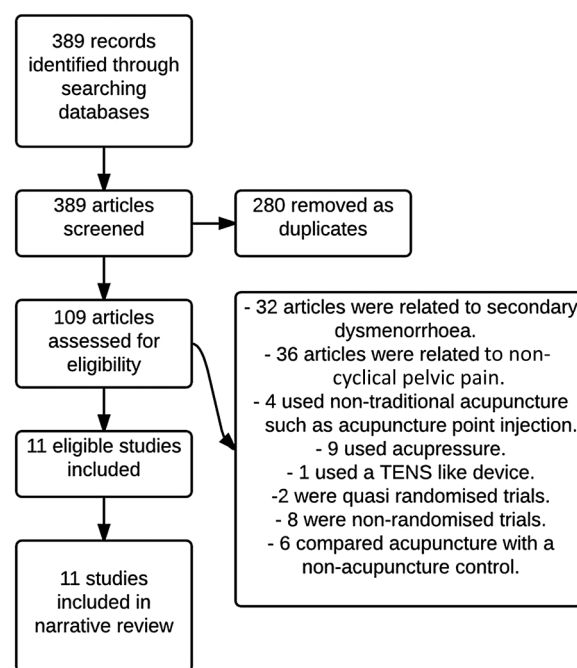 389 records
identified through
searching
databases
389 articles
screened
280 removed as
duplicates
109 articles
assessed for
eligibility
- 32 articles were related to secondary
dysmenorrhoea.
- 36 articles were related to non-
cyclical pelvic pain.
- 4 used non-traditional acupuncture
such as acupuncture point injection.
- 9 used acupressure.
- 1 used a TENS like device.
-2 were quasi randomised trials.
- 8 were non-randomised trials.
- 6 compared acupuncture with a
non-acupuncture control.
11 eligible studies
included
11 studies
included in
narrative review